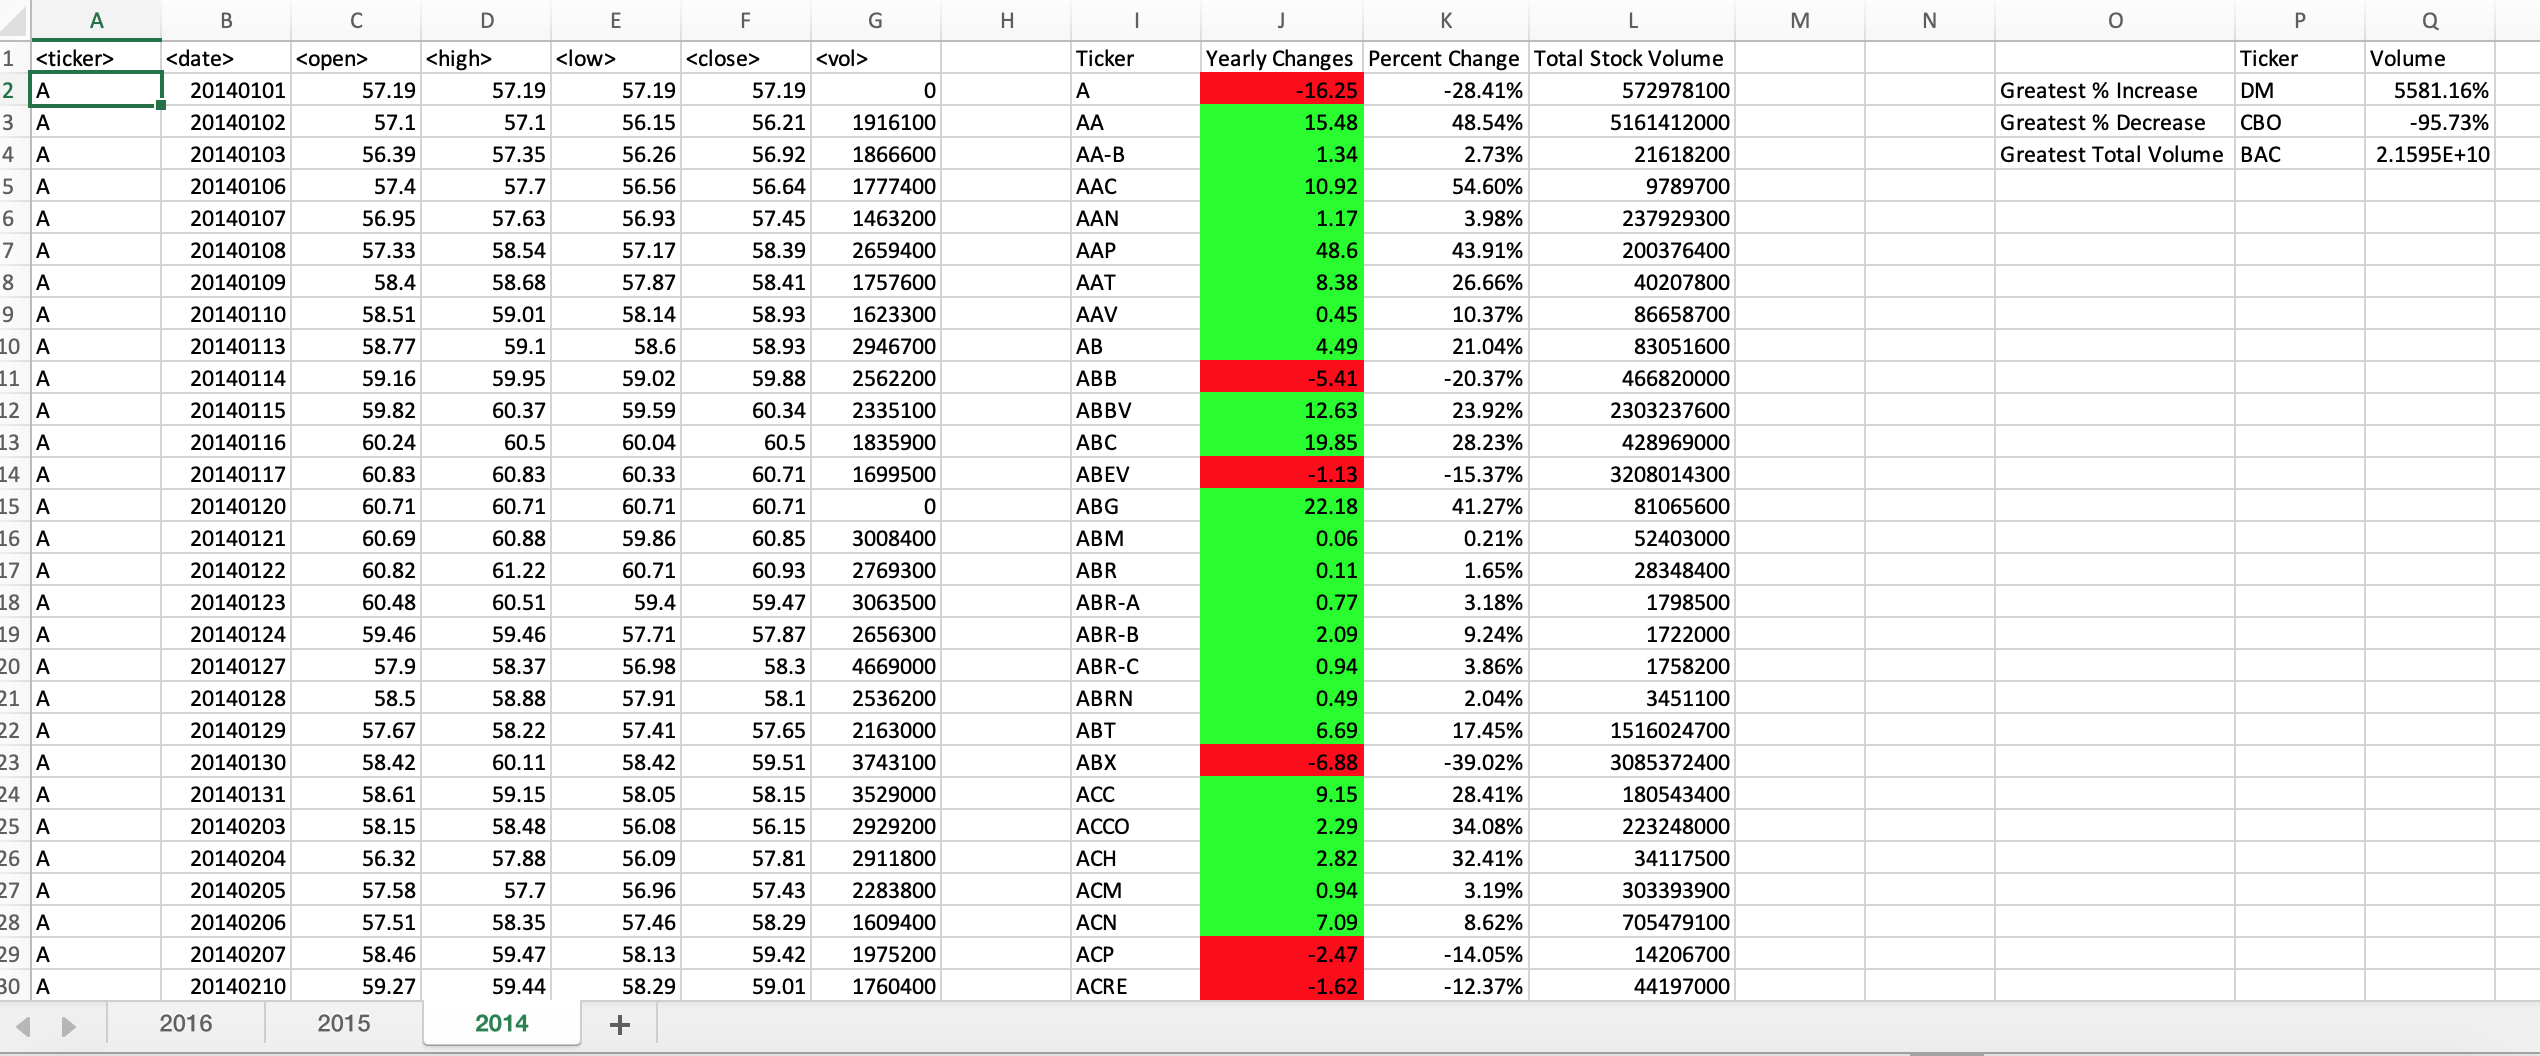 A B C D E F G H I J K L M N O P Q
1 <ticker> <date> <open> <high> <low> <close> <vol> Ticker Yearly Changes Percent Change Total Stock Volume Ticker Volume
2 A 20140101 57.19 57.19 57.19 57.19 0 A -16.25 -28.41% 572978100 Greatest % Increase DM 5581.16%
3 A 20140102 57.1 57.1 56.15 56.21 1916100 AA 15.48 48.54% 5161412000 Greatest % Decrease CBO -95.73%
4 A 20140103 56.39 57.35 56.26 56.92 1866600 AA-B 1.34 2.73% 21618200 Greatest Total Volume BAC 2.1595E+10
5 A 20140106 57.4 57.7 56.56 56.64 1777400 AAC 10.92 54.60% 9789700
6 A 20140107 56.95 57.63 56.93 57.45 1463200 AAN 1.17 3.98% 237929300
7 A 20140108 57.33 58.54 57.17 58.39 2659400 AAP 48.6 43.91% 200376400
8 A 20140109 58.4 58.68 57.87 58.41 1757600 AAT 8.38 26.66% 40207800
9 A 20140110 58.51 59.01 58.14 58.93 1623300 AAV 0.45 10.37% 86658700
10 A 20140113 58.77 59.1 58.6 58.93 2946700 AB 4.49 21.04% 83051600
11 A 20140114 59.16 59.95 59.02 59.88 2562200 ABB -5.41 -20.37% 466820000
12 A 20140115 59.82 60.37 59.59 60.34 2335100 ABBV 12.63 23.92% 2303237600
13 A 20140116 60.24 60.5 60.04 60.5 1835900 ABC 19.85 28.23% 428969000
14 A 20140117 60.83 60.83 60.33 60.71 1699500 ABEV -1.13 -15.37% 3208014300
15 A 20140120 60.71 60.71 60.71 60.71 0 ABG 22.18 41.27% 81065600
16 A 20140121 60.69 60.88 59.86 60.85 3008400 ABM 0.06 0.21% 52403000
17 A 20140122 60.82 61.22 60.71 60.93 2769300 ABR 0.11 1.65% 28348400
18 A 20140123 60.48 60.51 59.4 59.47 3063500 ABR-A 0.77 3.18% 1798500
19 A 20140124 59.46 59.46 57.71 57.87 2656300 ABR-B 2.09 9.24% 1722000
20 A 20140127 57.9 58.37 56.98 58.3 4669000 ABR-C 0.94 3.86% 1758200
21 A 20140128 58.5 58.88 57.91 58.1 2536200 ABRN 0.49 2.04% 3451100
22 A 20140129 57.67 58.22 57.41 57.65 2163000 ABT 6.69 17.45% 1516024700
23 A 20140130 58.42 60.11 58.42 59.51 3743100 ABX -6.88 -39.02% 3085372400
24 A 20140131 58.61 59.15 58.05 58.15 3529000 ACC 9.15 28.41% 180543400
25 A 20140203 58.15 58.48 56.08 56.15 2929200 ACCO 2.29 34.08% 223248000
26 A 20140204 56.32 57.88 56.09 57.81 2911800 ACH 2.82 32.41% 34117500
27 A 20140205 57.58 57.7 56.96 57.43 2283800 ACM 0.94 3.19% 303393900
28 A 20140206 57.51 58.35 57.46 58.29 1609400 ACN 7.09 8.62% 705479100
29 A 20140207 58.46 59.47 58.13 59.42 1975200 ACP -2.47 -14.05% 14206700
30 A 20140210 59.27 59.44 58.29 59.01 1760400 ACRE -1.62 -12.37% 44197000
2016 2015 2014 +